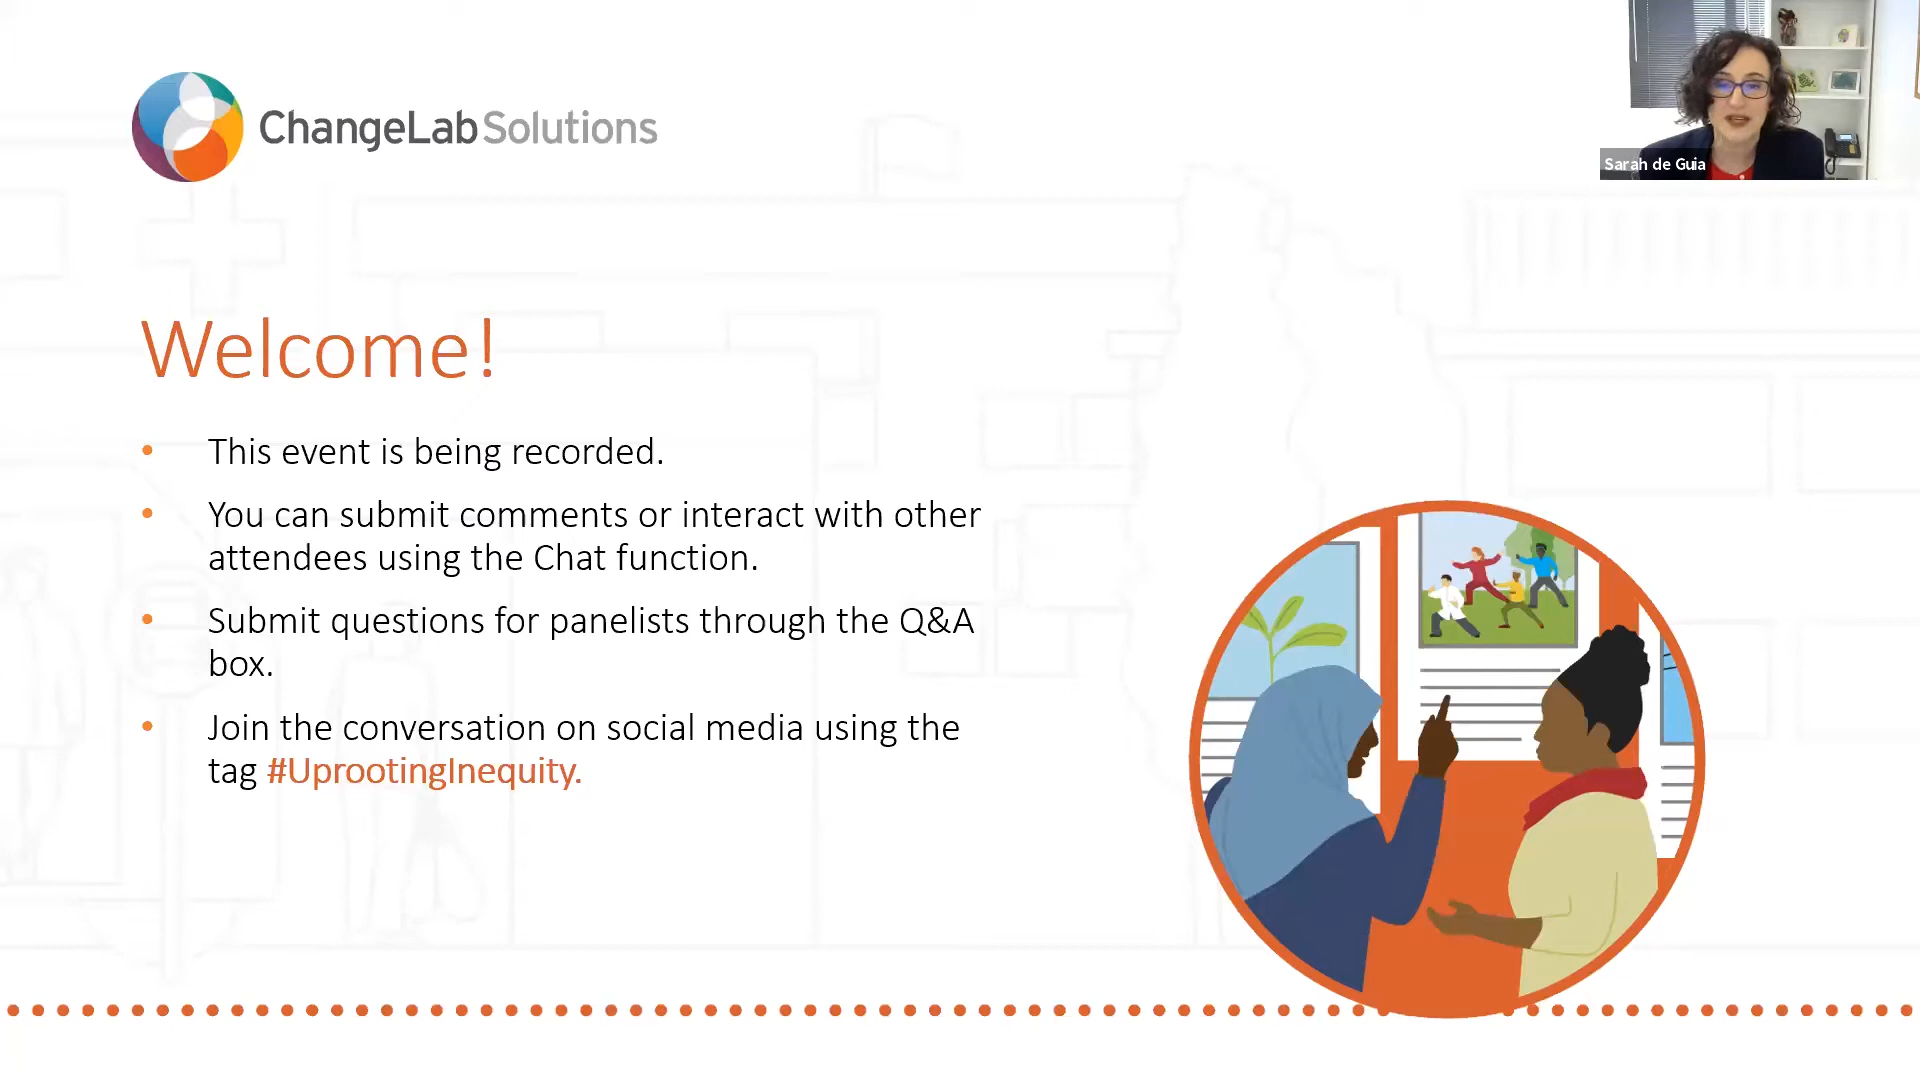 ChangeLabSolutions
Sarah de Guia
Welcome!
• This event is being recorded.
• You can submit comments or interact with other
attendees using the Chat function.
• Submit questions for panelists through the Q&A
box.
• Join the conversation on social media using the
tag #UprootingInequity.